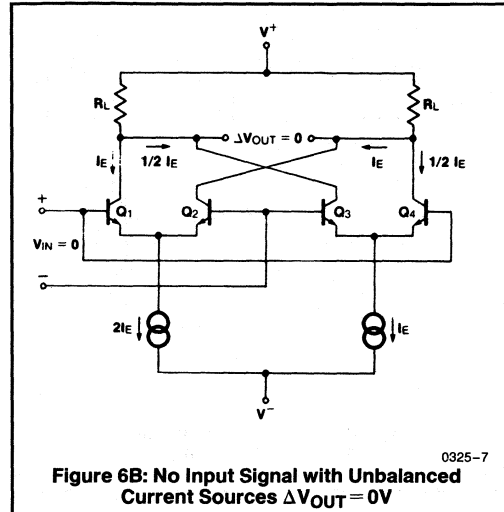 V+
RL
RL
ΔVOUT = 0
IE
1/2 IE
IE
1/2 IE
+
Q1
Q2
Q3
Q4
VIN = 0
−
2IE
IE
V−
0325–7
Figure 6B: No Input Signal with Unbalanced
Current Sources ΔVOUT = 0V